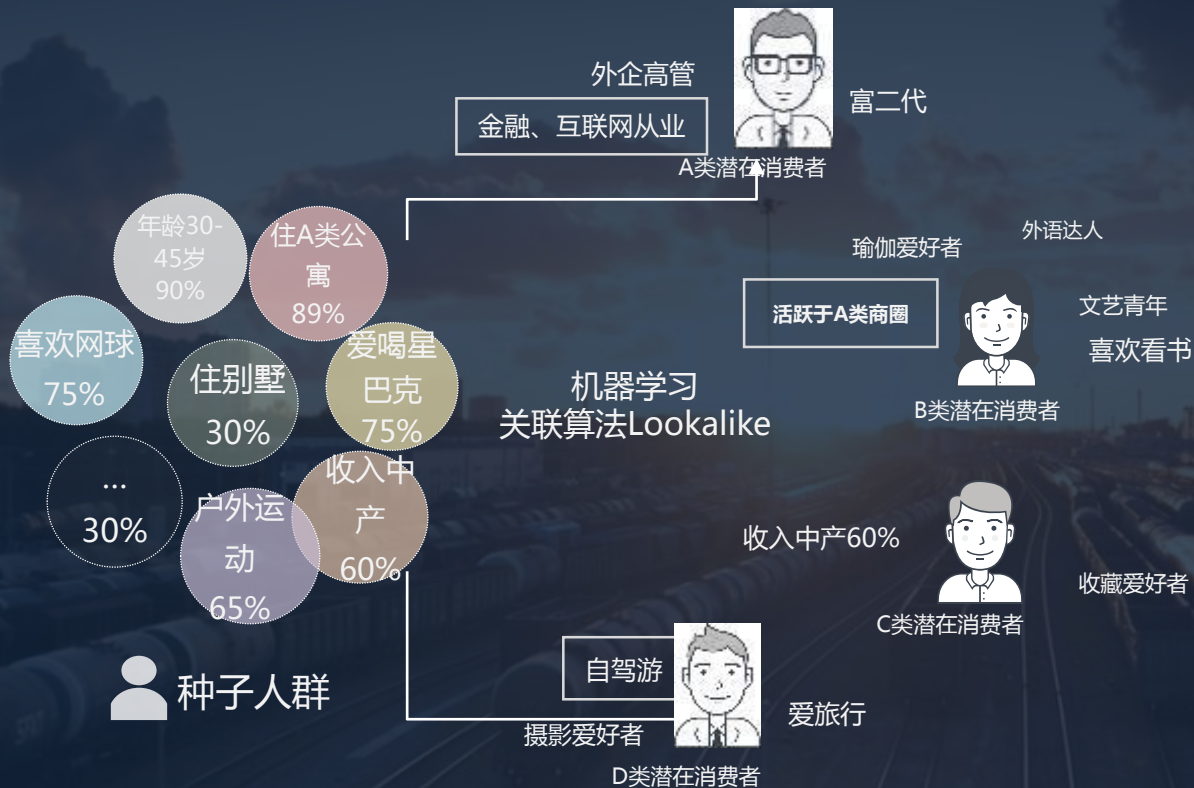 外企高管
金融、互联网从业
富二代
A类潜在消费者
年龄30-
45岁
90%
住A类公
寓
89%
喜欢网球
75%
住别墅
30%
爱喝星
巴克
75%
...
30%
户外运
动
65%
收入中
产
60%
种子人群
机器学习
关联算法Lookalike
瑜伽爱好者
外语达人
活跃于A类商圈
文艺青年
喜欢看书
B类潜在消费者
收入中产60%
收藏爱好者
C类潜在消费者
自驾游
爱旅行
摄影爱好者
D类潜在消费者